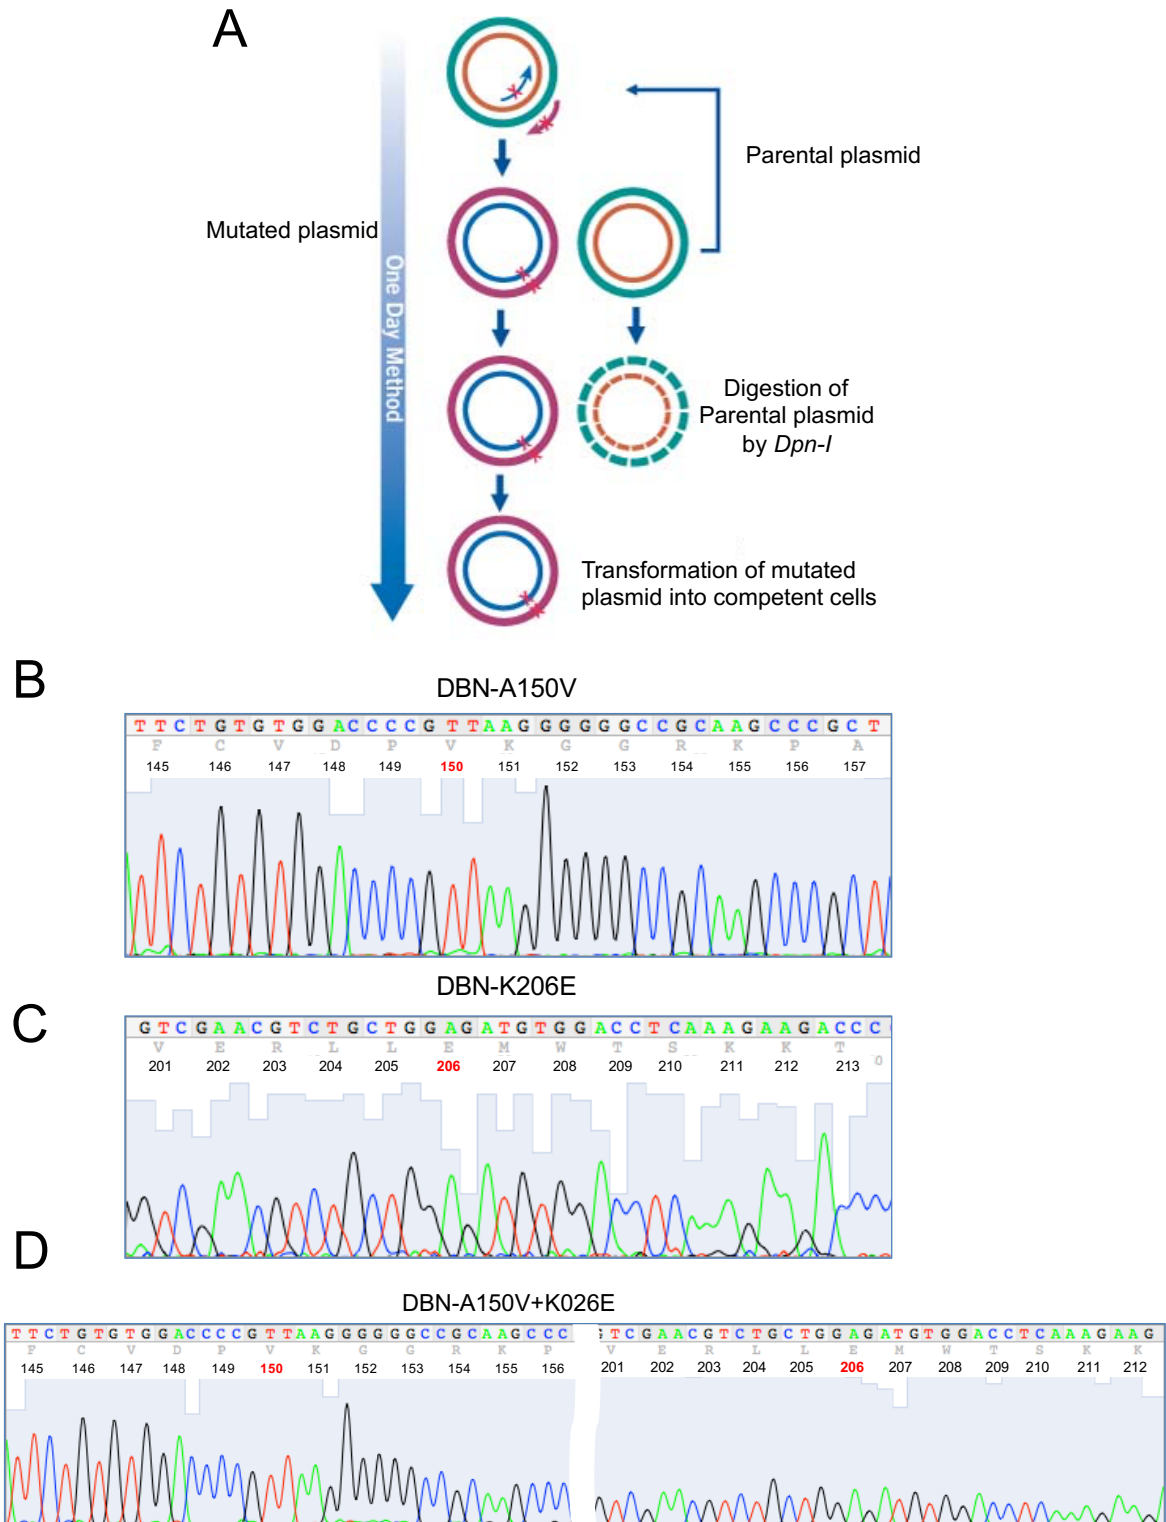 A
Parental plasmid
Mutated plasmid
One Day Method
Digestion of
Parental plasmid
by Dpn-I
Transformation of mutated
plasmid into competent cells
B
DBN-A150V
TTCTGTGTGGACCCCGTTAAGGGGGGCCGCAAGCCCGCT
F C V D P V K G G R K P A
145 146 147 148 149 150 151 152 153 154 155 156 157
C
DBN-K206E
GTCGAACGTCTGCTGGAGATGTGGACCTCAAAGAAGACCC
V E R L L E M W T S K K T
201 202 203 204 205 206 207 208 209 210 211 212 213
D
DBN-A150V+K026E
TTCTGTGTGGACCCCGTTAAGGGGGGCCGCAAGCCC GTCGAACGTCTGCTGGAGATGTGGACCTCAAAGAAG
F C V D P V K G G R K P V E R L L E M W T S K K
145 146 147 148 149 150 151 152 153 154 155 156 201 202 203 204 205 206 207 208 209 210 211 212